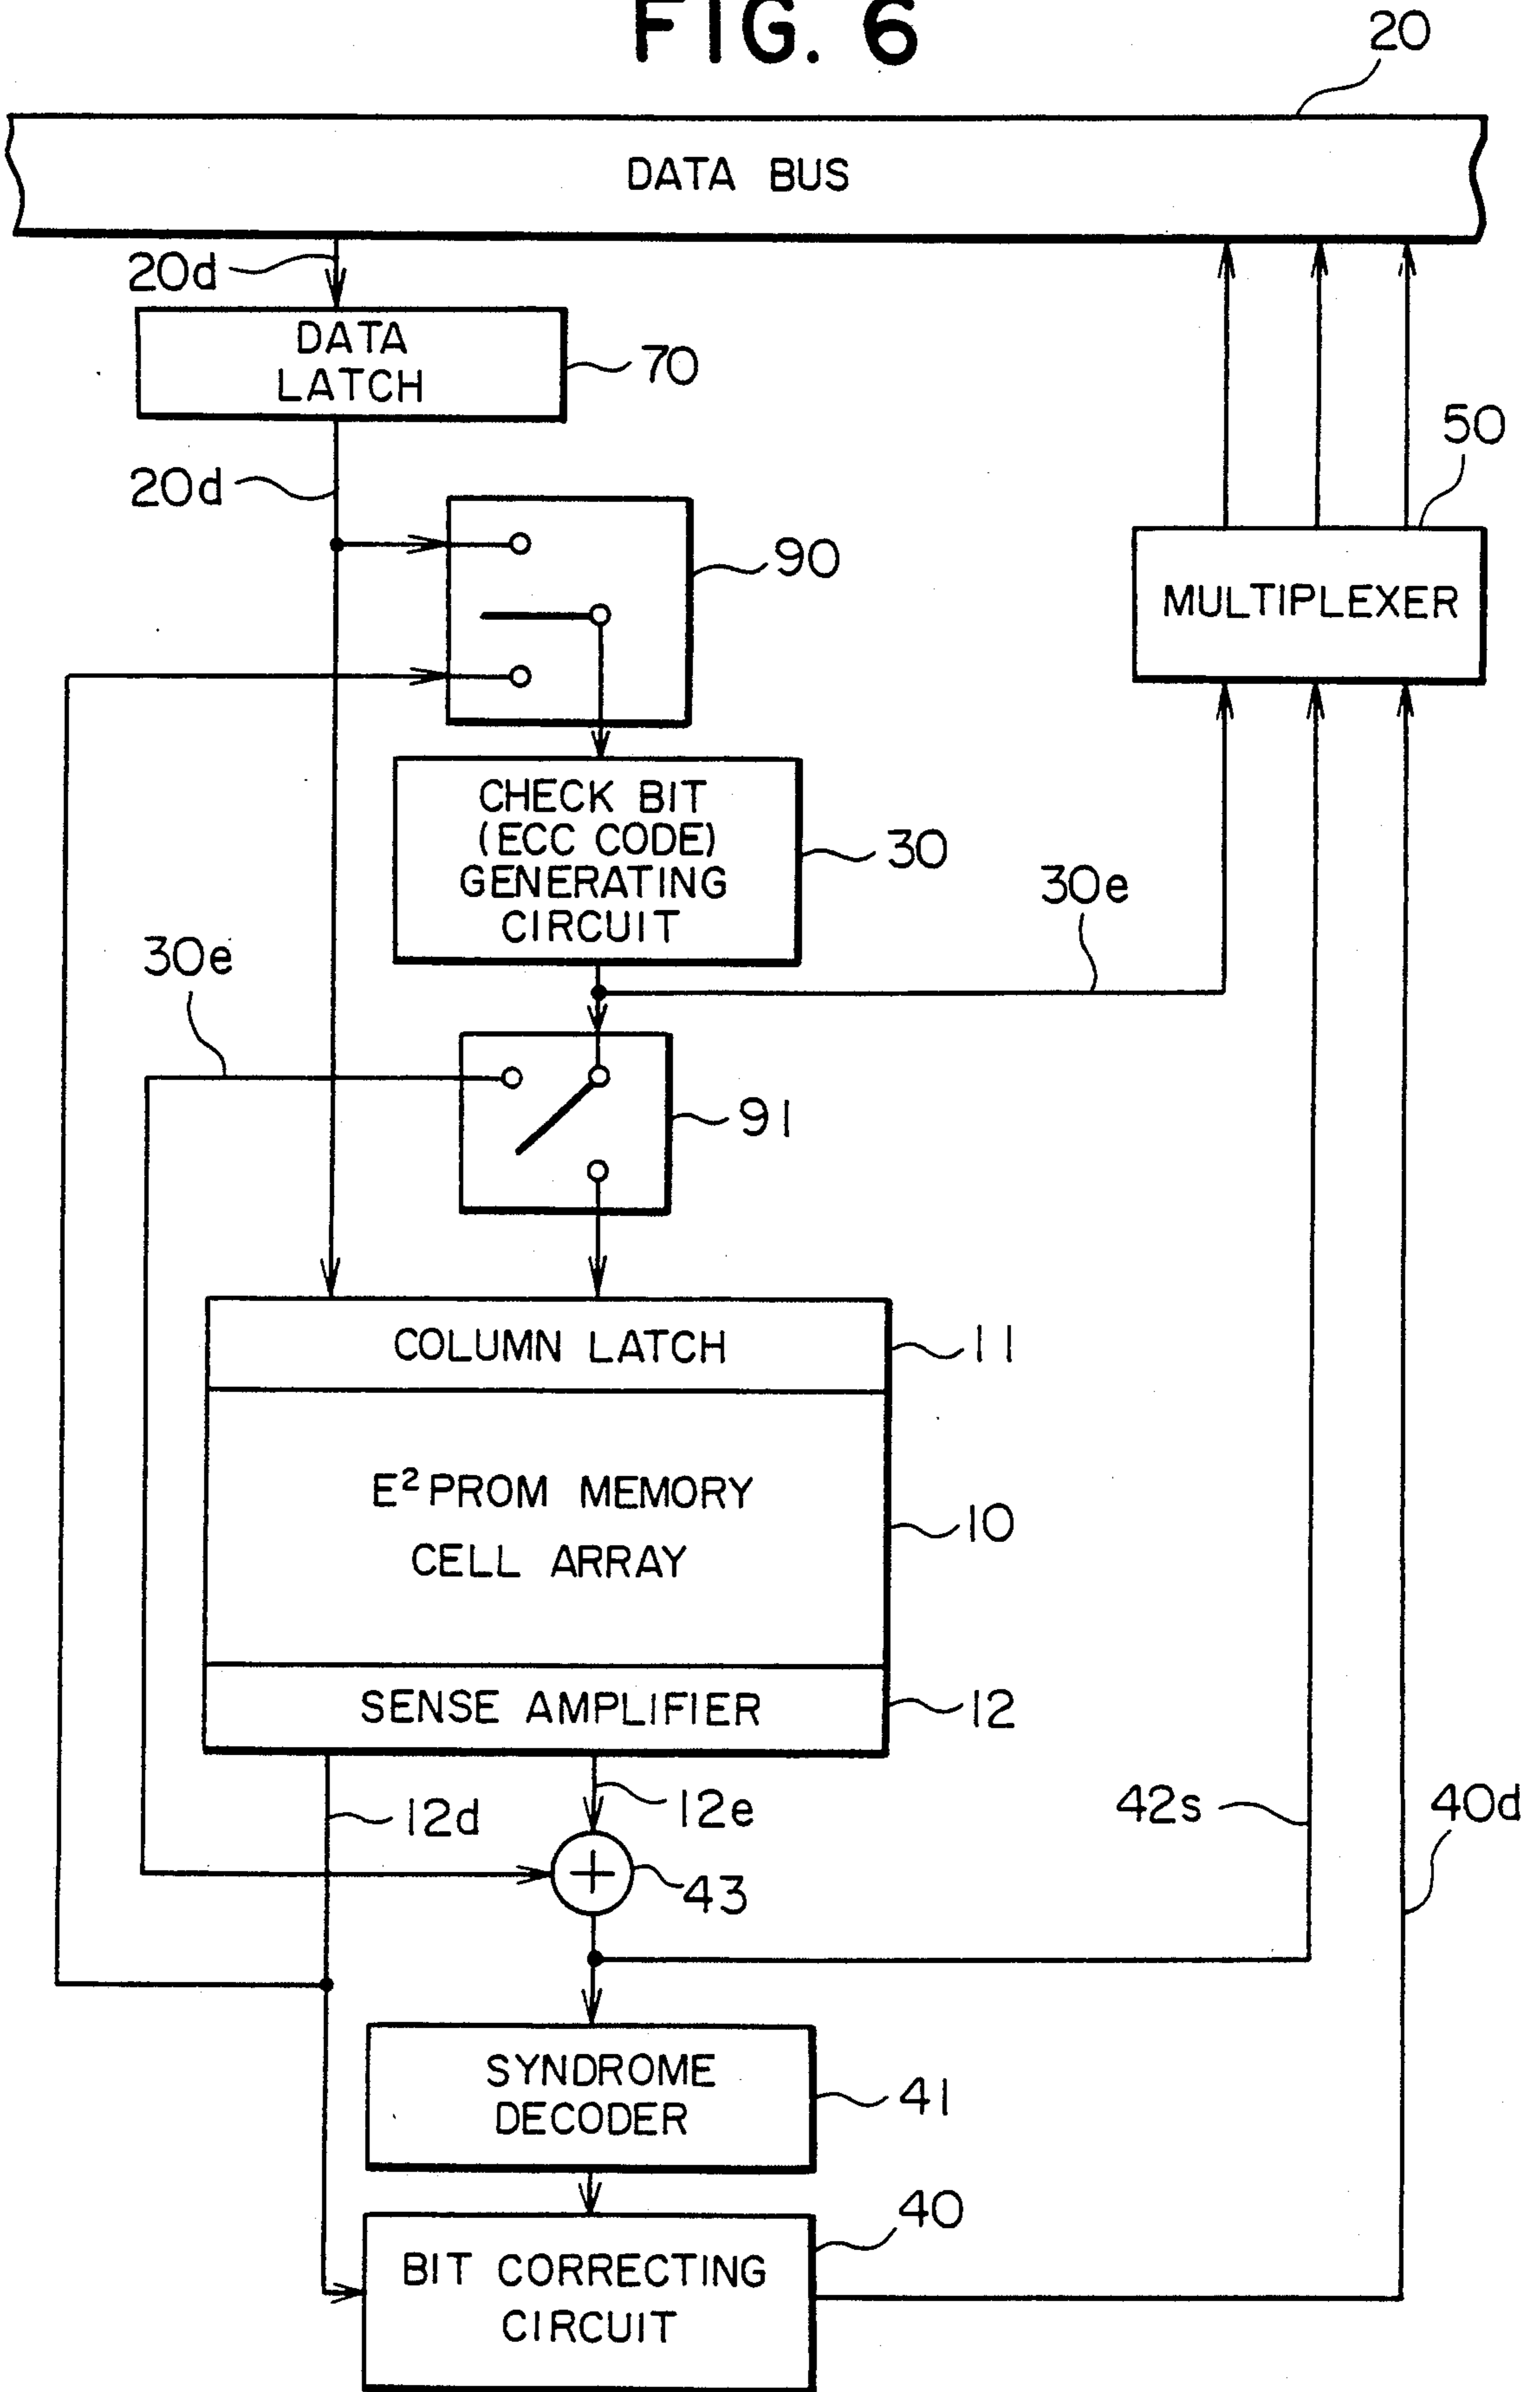 FIG. 6
20
DATA BUS
20d
DATA
LATCH
70
20d
50
90
MULTIPLEXER
CHECK BIT
(ECC CODE)
GENERATING
CIRCUIT
30
30e
30e
91
COLUMN LATCH
11
E² PROM MEMORY
CELL ARRAY
10
SENSE AMPLIFIER
12
12d
12e
42s
40d
43
SYNDROME
DECODER
41
40
BIT CORRECTING
CIRCUIT